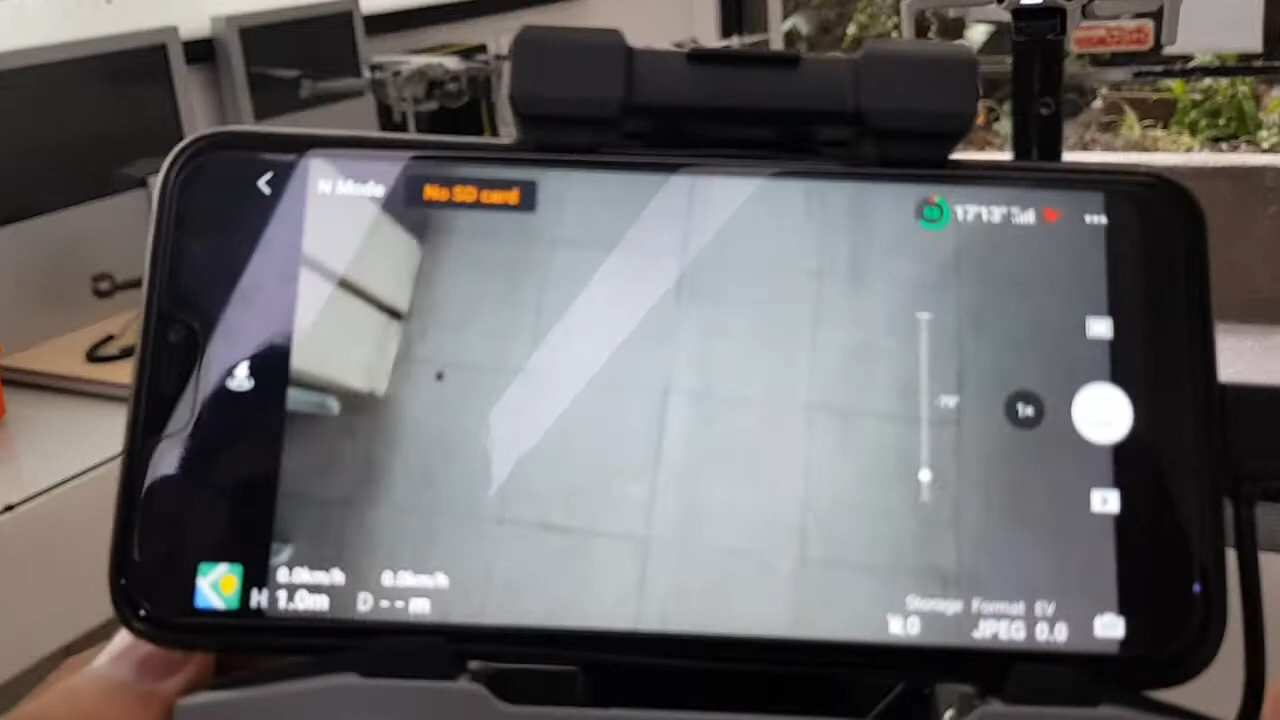 N Mode No SD card 17'13"
1x
0.0km/h 0.0km/h
H 1.0m D -- m
Storage Format EV
0 JPEG 0.0